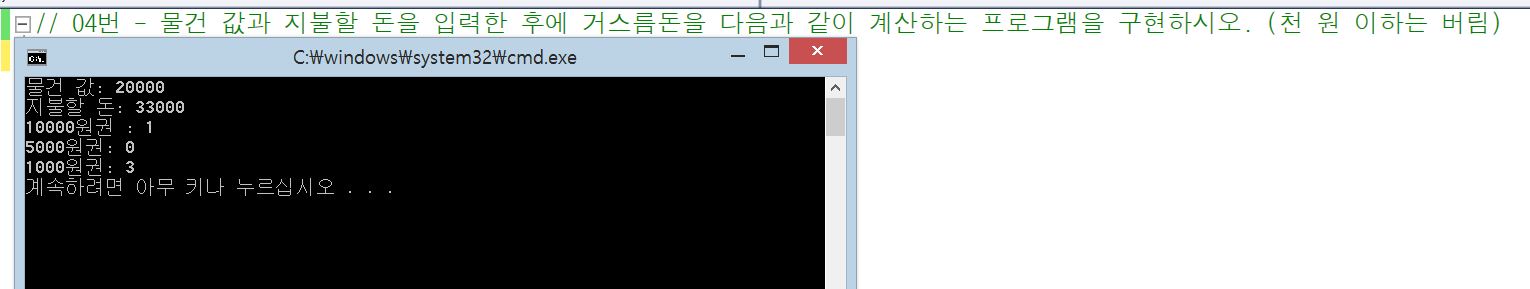 // 04번 - 물건 값과 지불할 돈을 입력한 후에 거스름돈을 다음과 같이 계산하는 프로그램을 구현하시오. (천 원 이하는 버림)
C:\windows\system32\cmd.exe
물건 값: 20000
지불할 돈: 33000
10000원권 : 1
5000원권: 0
1000원권: 3
계속하려면 아무 키나 누르십시오 . . .